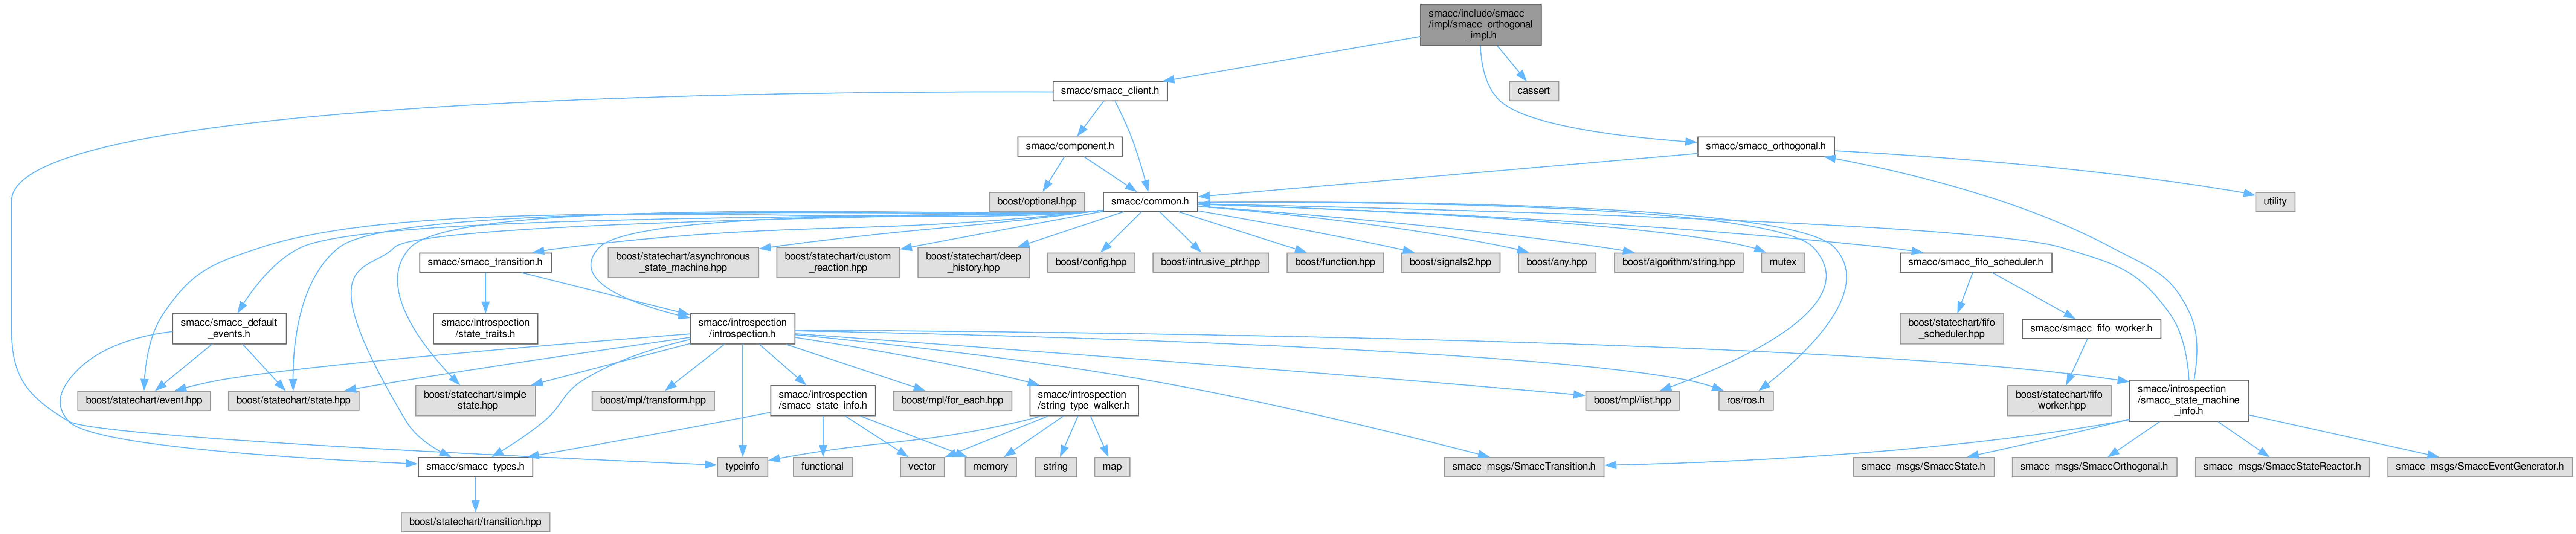 smacc/include/smacc
/impl/smacc_orthogonal
_impl.h
smacc/smacc_client.h
cassert
smacc/component.h
smacc/smacc_orthogonal.h
boost/optional.hpp
smacc/common.h
utility
smacc/smacc_transition.h
boost/statechart/asynchronous
_state_machine.hpp
boost/statechart/custom
_reaction.hpp
boost/statechart/deep
_history.hpp
boost/config.hpp
boost/intrusive_ptr.hpp
boost/function.hpp
boost/signals2.hpp
boost/any.hpp
boost/algorithm/string.hpp
mutex
smacc/smacc_fifo_scheduler.h
smacc/smacc_default
_events.h
smacc/introspection
/state_traits.h
smacc/introspection
/introspection.h
boost/statechart/fifo
_scheduler.hpp
smacc/smacc_fifo_worker.h
boost/statechart/event.hpp
boost/statechart/state.hpp
boost/statechart/simple
_state.hpp
boost/mpl/transform.hpp
smacc/introspection
/smacc_state_info.h
boost/mpl/for_each.hpp
smacc/introspection
/string_type_walker.h
boost/mpl/list.hpp
ros/ros.h
boost/statechart/fifo
_worker.hpp
smacc/introspection
/smacc_state_machine
_info.h
smacc/smacc_types.h
typeinfo
functional
vector
memory
string
map
smacc_msgs/SmaccTransition.h
smacc_msgs/SmaccState.h
smacc_msgs/SmaccOrthogonal.h
smacc_msgs/SmaccStateReactor.h
smacc_msgs/SmaccEventGenerator.h
boost/statechart/transition.hpp